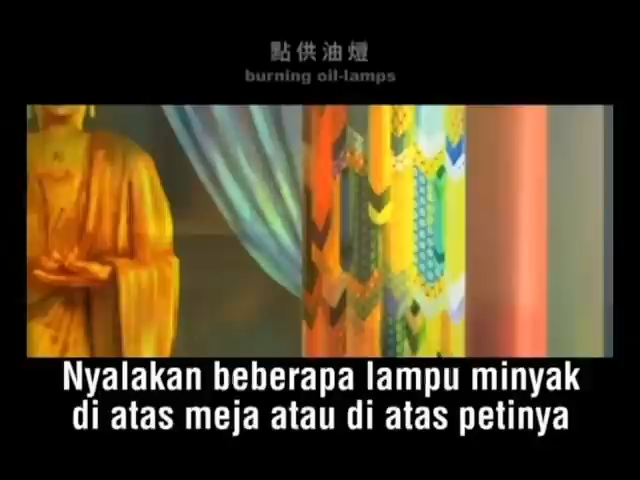 點供油燈
burning oil-lamps
Nyalakan beberapa lampu minyak
di atas meja atau di atas petinya